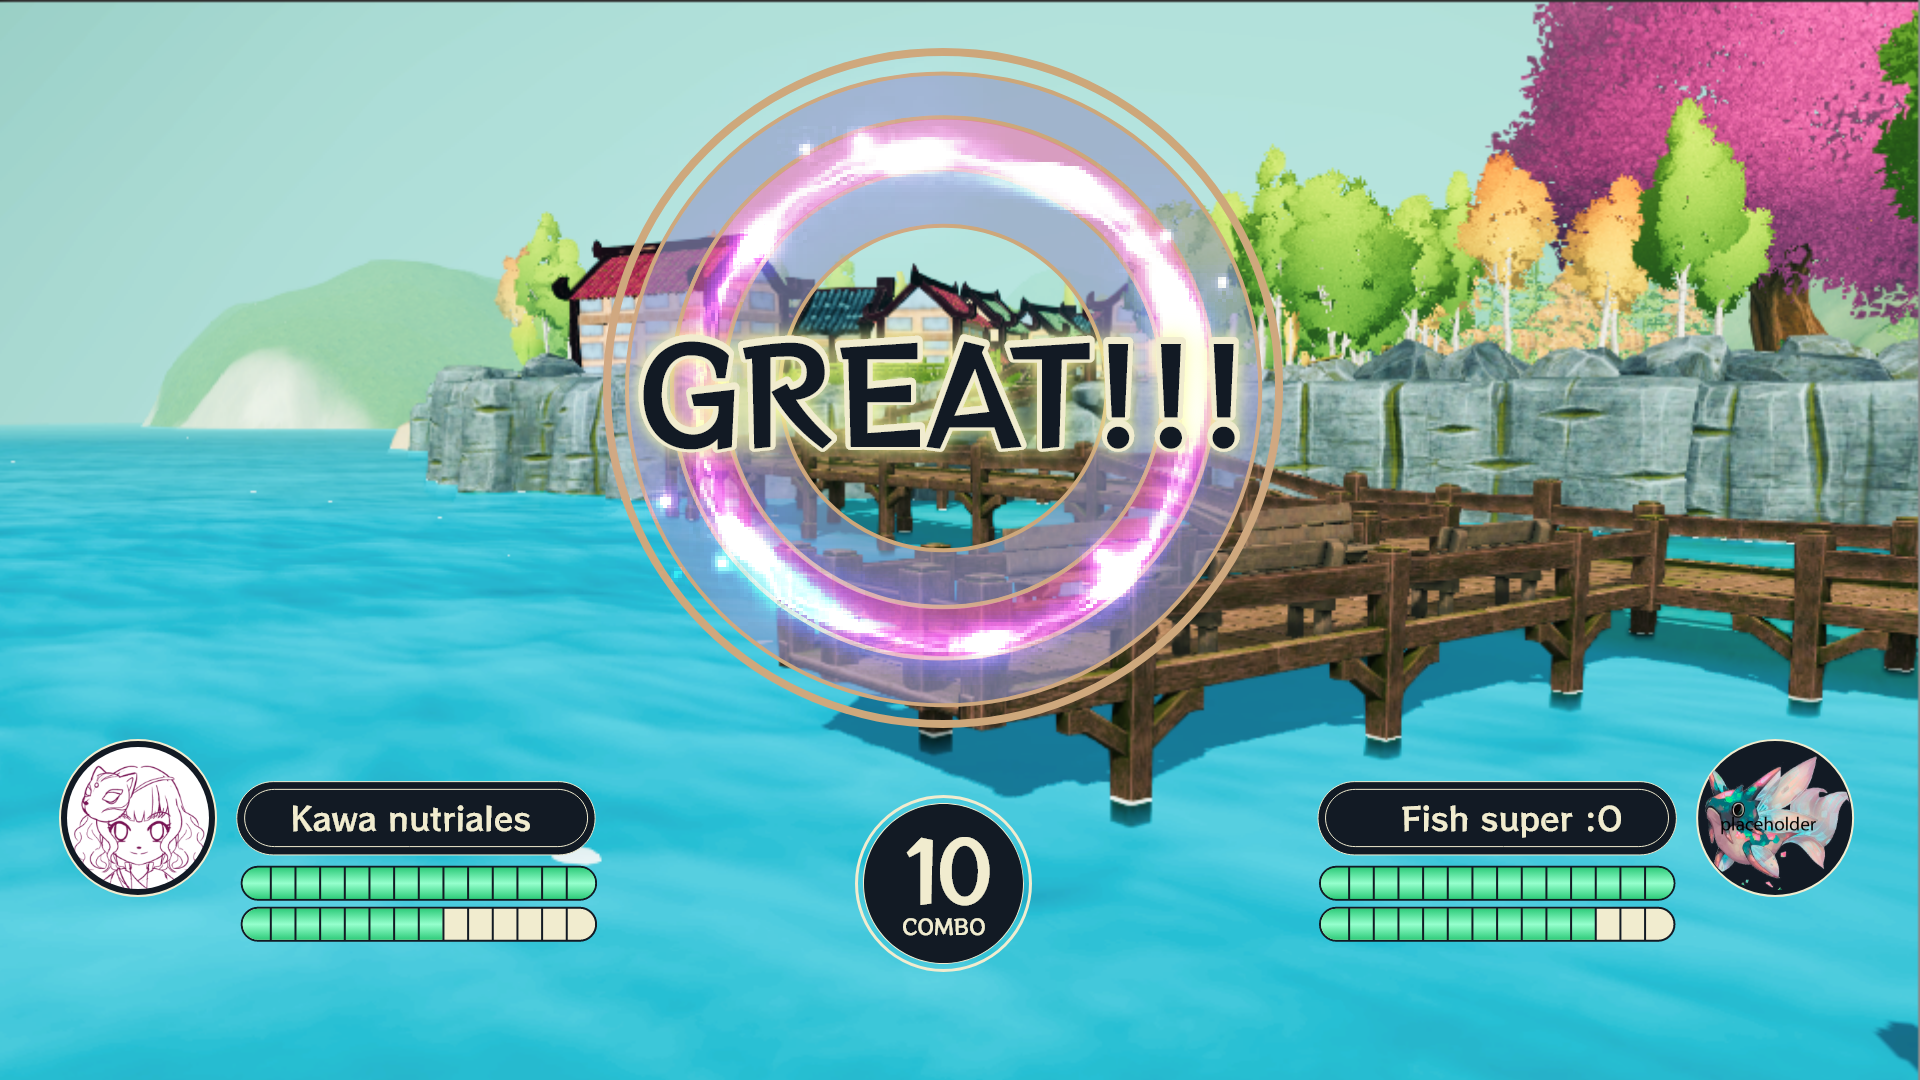 GREAT!!!
Kawa nutriales
10
COMBO
Fish super :O
placeholder